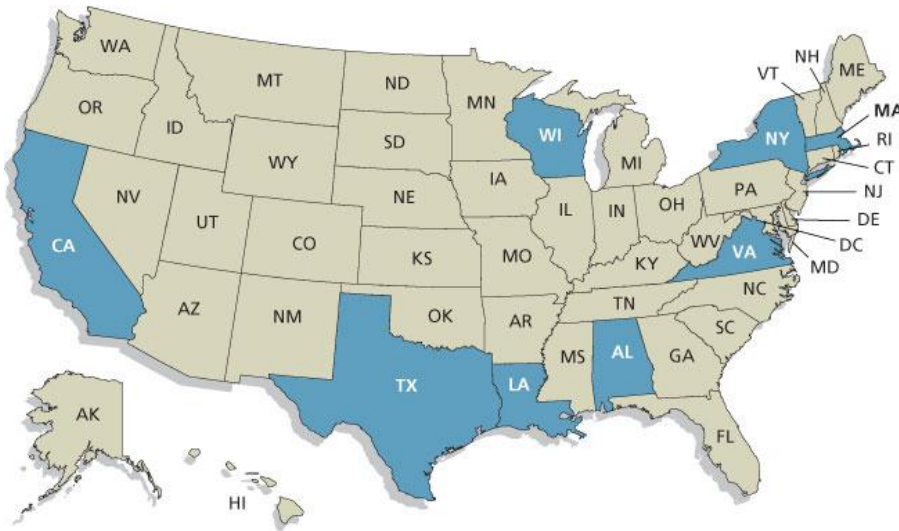 WA
MT
ND
MN
OR
ID
SD
WY
WI
MI
NH
VT
ME
NY
MA
RI
CT
NJ
DE
DC
MD
NV
UT
CO
NE
IA
IL
IN
OH
PA
CA
KS
MO
KY
WV
VA
AZ
NM
OK
AR
TN
NC
SC
TX
LA
MS
AL
GA
FL
AK
HI